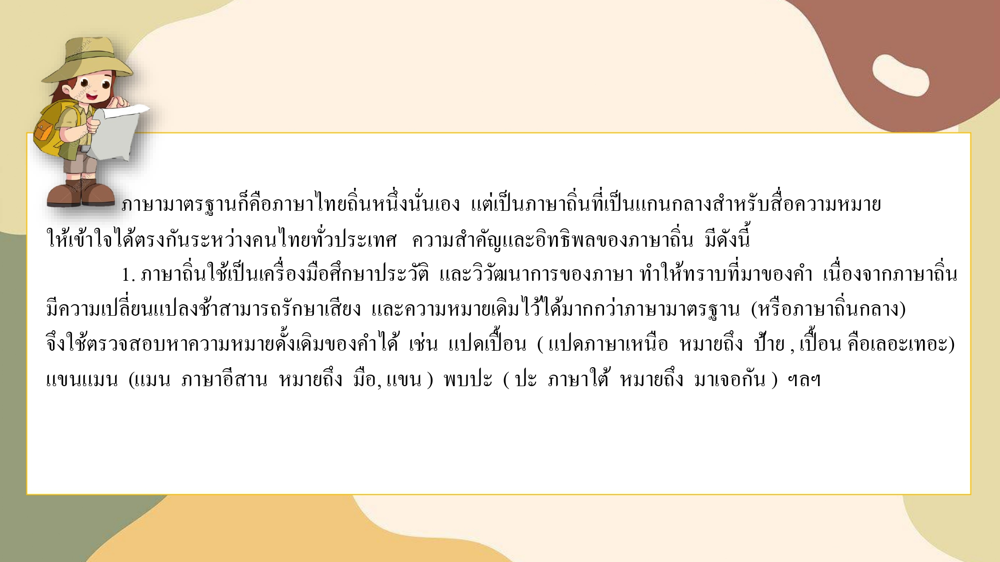 ภาษามาตรฐานก็คือภาษาไทยถิ่นหนึ่งนั่นเอง แต่เป็นภาษาถิ่นที่เป็นแกนกลางสำหรับสื่อความหมาย
ให้เข้าใจได้ตรงกันระหว่างคนไทยทั่วประเทศ ความสำคัญและอิทธิพลของภาษาถิ่น มีดังนี้
1. ภาษาถิ่นใช้เป็นเครื่องมือศึกษาประวัติ และวิวัฒนาการของภาษา ทำให้ทราบที่มาของคำ เนื่องจากภาษาถิ่น
มีความเปลี่ยนแปลงช้าสามารถรักษาเสียง และความหมายเดิมไว้ได้มากกว่าภาษามาตรฐาน (หรือภาษาถิ่นกลาง)
จึงใช้ตรวจสอบหาความหมายดั้งเดิมของคำได้ เช่น แปดเปื้อน ( แปดภาษาเหนือ หมายถึง ป้าย , เปื้อน คือเลอะเทอะ)
แขนแมน (แมน ภาษาอีสาน หมายถึง มือ, แขน ) พบปะ ( ปะ ภาษาใต้ หมายถึง มาเจอกัน ) ฯลฯ